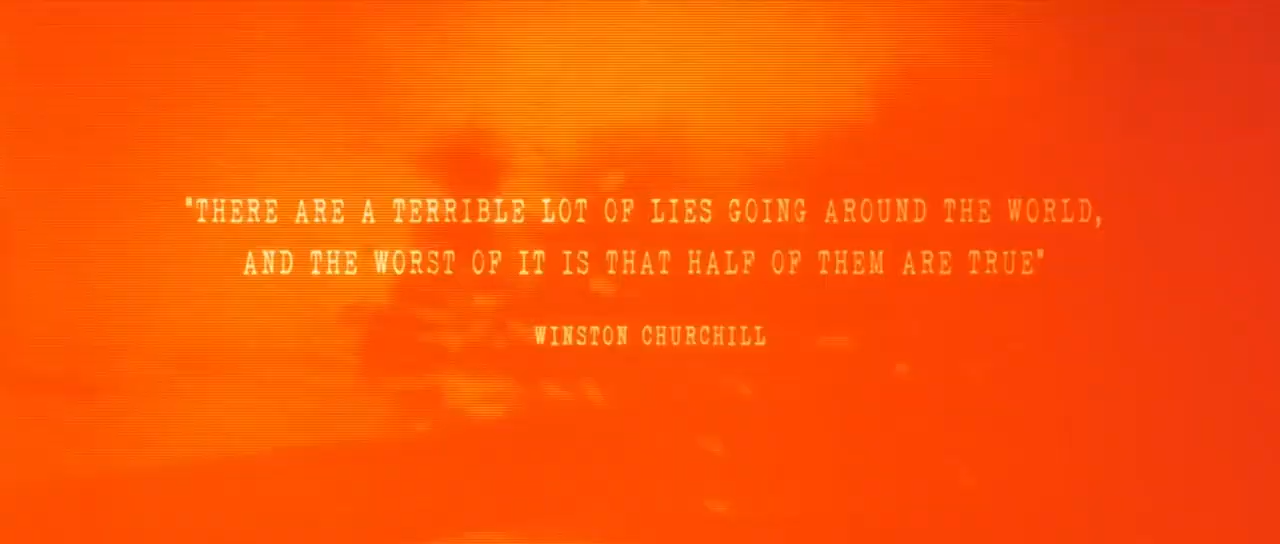 "THERE ARE A TERRIBLE LOT OF LIES GOING AROUND THE WORLD,
AND THE WORST OF IT IS THAT HALF OF THEM ARE TRUE"
WINSTON CHURCHILL